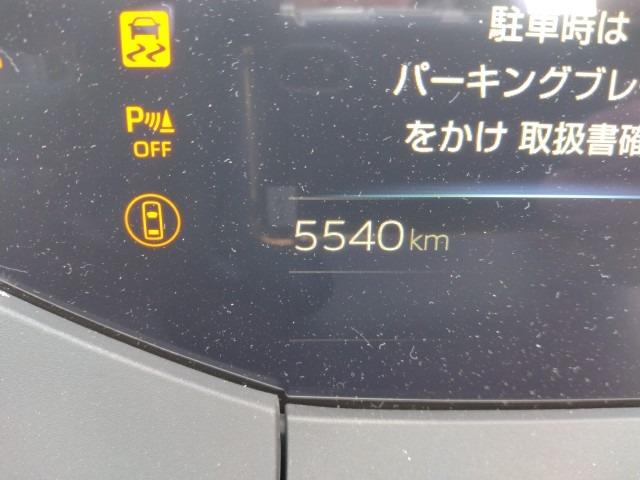 駐車時は
パーキングブレ
をかけ 取扱書確
P
OFF
5540km